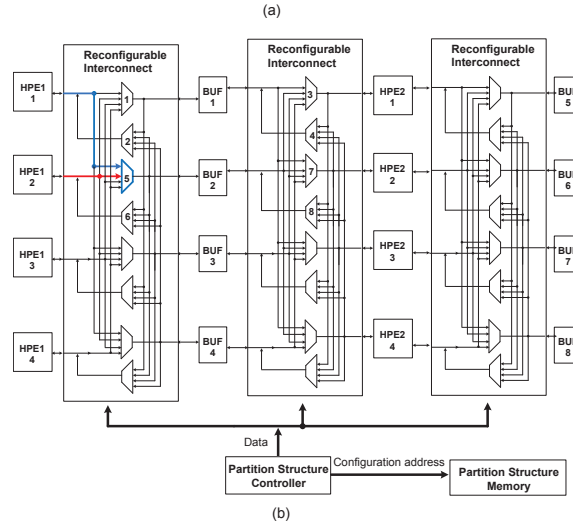 (a)
Reconfigurable
Interconnect
Reconfigurable
Interconnect
Reconfigurable
Interconnect
HPE1
1
1
BUF
1
3
HPE2
1
BUF
5
2
4
HPE1
2
5
BUF
2
7
HPE2
2
BUF
6
6
8
HPE1
3
BUF
3
HPE2
3
BUF
7
HPE1
4
BUF
4
HPE2
4
BUF
8
Data
Partition Structure
Controller
Configuration address
Partition Structure
Memory
(b)